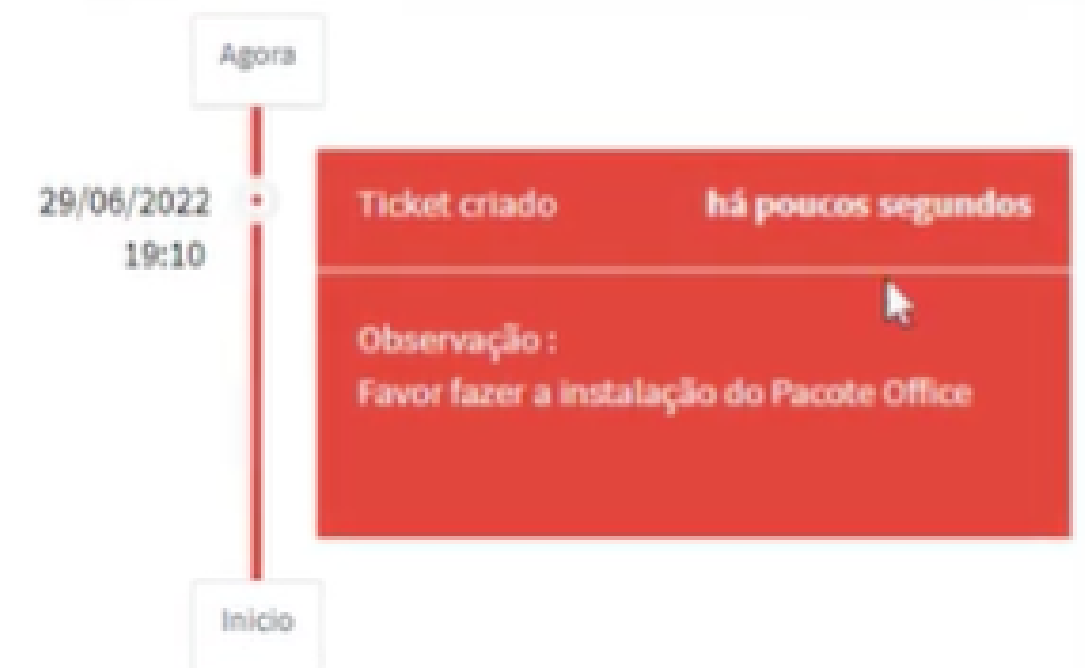 Agora
29/06/2022
19:10
Ticket criado há poucos segundos
Observação :
Favor fazer a instalação do Pacote Office
Início